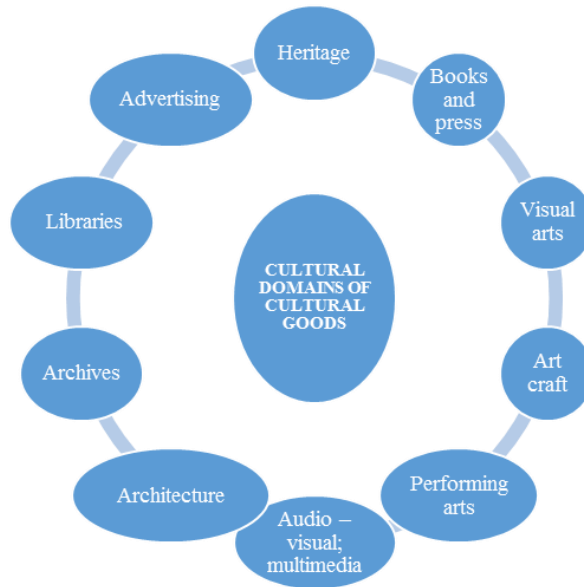 Heritage
Books
and
press
Visual
arts
Art
craft
Performing
arts
Audio –
visual;
multimedia
Architecture
Archives
Libraries
Advertising
CULTURAL
DOMAINS OF
CULTURAL
GOODS